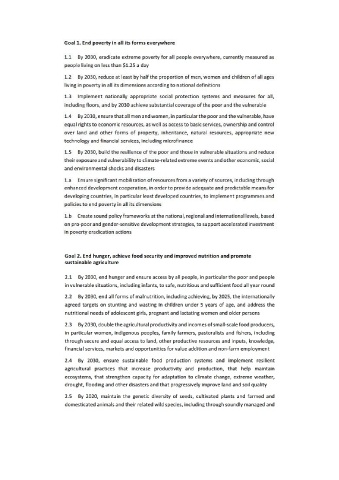 Goal 1. End poverty in all its forms everywhere
1.1 By 2030, eradicate extreme poverty for all people everywhere, currently measured as
people living on less than $1.25 a day
1.2 By 2030, reduce at least by half the proportion of men, women and children of all ages
living in poverty in all its dimensions according to national definitions
1.3 Implement nationally appropriate social protection systems and measures for all,
including floors, and by 2030 achieve substantial coverage of the poor and the vulnerable
1.4 By 2030, ensure that all men and women, in particular the poor and the vulnerable, have
equal rights to economic resources, as well as access to basic services, ownership and control
over land and other forms of property, inheritance, natural resources, appropriate new
technology and financial services, including microfinance
1.5 By 2030, build the resilience of the poor and those in vulnerable situations and reduce
their exposure and vulnerability to climate-related extreme events and other economic, social
and environmental shocks and disasters
1.a Ensure significant mobilization of resources from a variety of sources, including through
enhanced development cooperation, in order to provide adequate and predictable means for
developing countries, in particular least developed countries, to implement programmes and
policies to end poverty in all its dimensions
1.b Create sound policy frameworks at the national, regional and international levels, based
on pro-poor and gender-sensitive development strategies, to support accelerated investment
in poverty eradication actions
Goal 2. End hunger, achieve food security and improved nutrition and promote
sustainable agriculture
2.1 By 2030, end hunger and ensure access by all people, in particular the poor and people
in vulnerable situations, including infants, to safe, nutritious and sufficient food all year round
2.2 By 2030, end all forms of malnutrition, including achieving, by 2025, the internationally
agreed targets on stunting and wasting in children under 5 years of age, and address the
nutritional needs of adolescent girls, pregnant and lactating women and older persons
2.3 By 2030, double the agricultural productivity and incomes of small-scale food producers,
in particular women, indigenous peoples, family farmers, pastoralists and fishers, including
through secure and equal access to land, other productive resources and inputs, knowledge,
financial services, markets and opportunities for value addition and non-farm employment
2.4 By 2030, ensure sustainable food production systems and implement resilient
agricultural practices that increase productivity and production, that help maintain
ecosystems, that strengthen capacity for adaptation to climate change, extreme weather,
drought, flooding and other disasters and that progressively improve land and soil quality
2.5 By 2020, maintain the genetic diversity of seeds, cultivated plants and farmed and
domesticated animals and their related wild species, including through soundly managed and